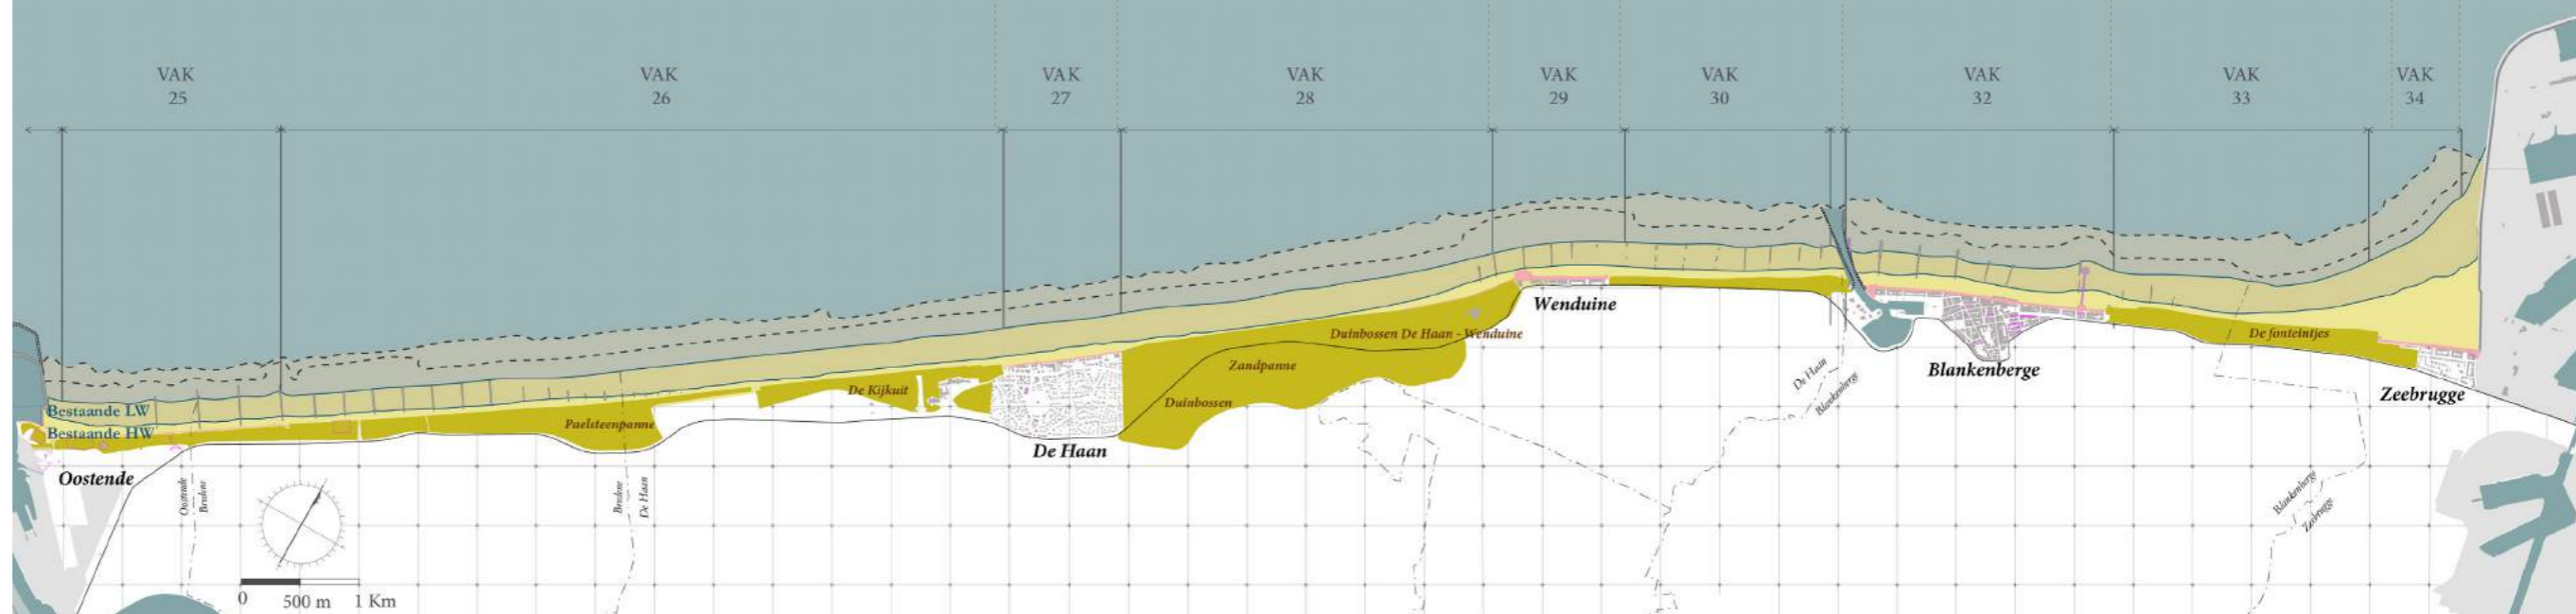 VAK
25
VAK
26
VAK
27
VAK
28
VAK
29
VAK
30
VAK
32
VAK
33
VAK
34
Bestaande LW
Bestaande HW
Oostende
Paelsteenpanne
De Kijkuit
De Haan
Duinbossen De Haan - Wenduine
Zandpanne
Duinbossen
Wenduine
Blankenberge
De fonteintjes
Zeebrugge
Oostende
Bredene
Bredene
De Haan
De Haan
Blankenberge
Blankenberge
Zeebrugge
0 500 m 1 Km